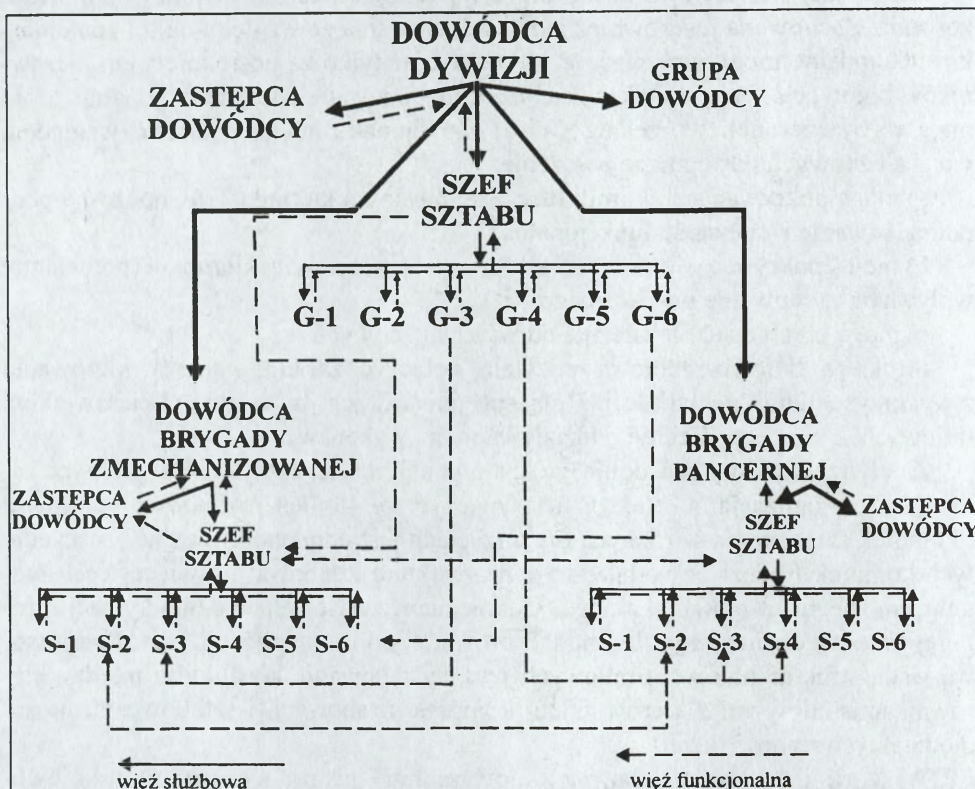 DOWÓDCA
DYWIZJI
ZASTĘPCA
DOWÓDCY
GRUPA
DOWÓDCY
SZEF
SZTABU
G-1 G-2 G-3 G-4 G-5 G-6
DOWÓDCA
BRYGADY
ZMECHANIZOWANEJ
ZASTĘPCA
DOWÓDCY
SZEF
SZTABU
S-1 S-2 S-3 S-4 S-5 S-6
DOWÓDCA
BRYGADY
PANCERNEJ
ZASTĘPCA
DOWÓDCY
SZEF
SZTABU
S-1 S-2 S-3 S-4 S-5 S-6
więź służbowa
więź funkcjonalna